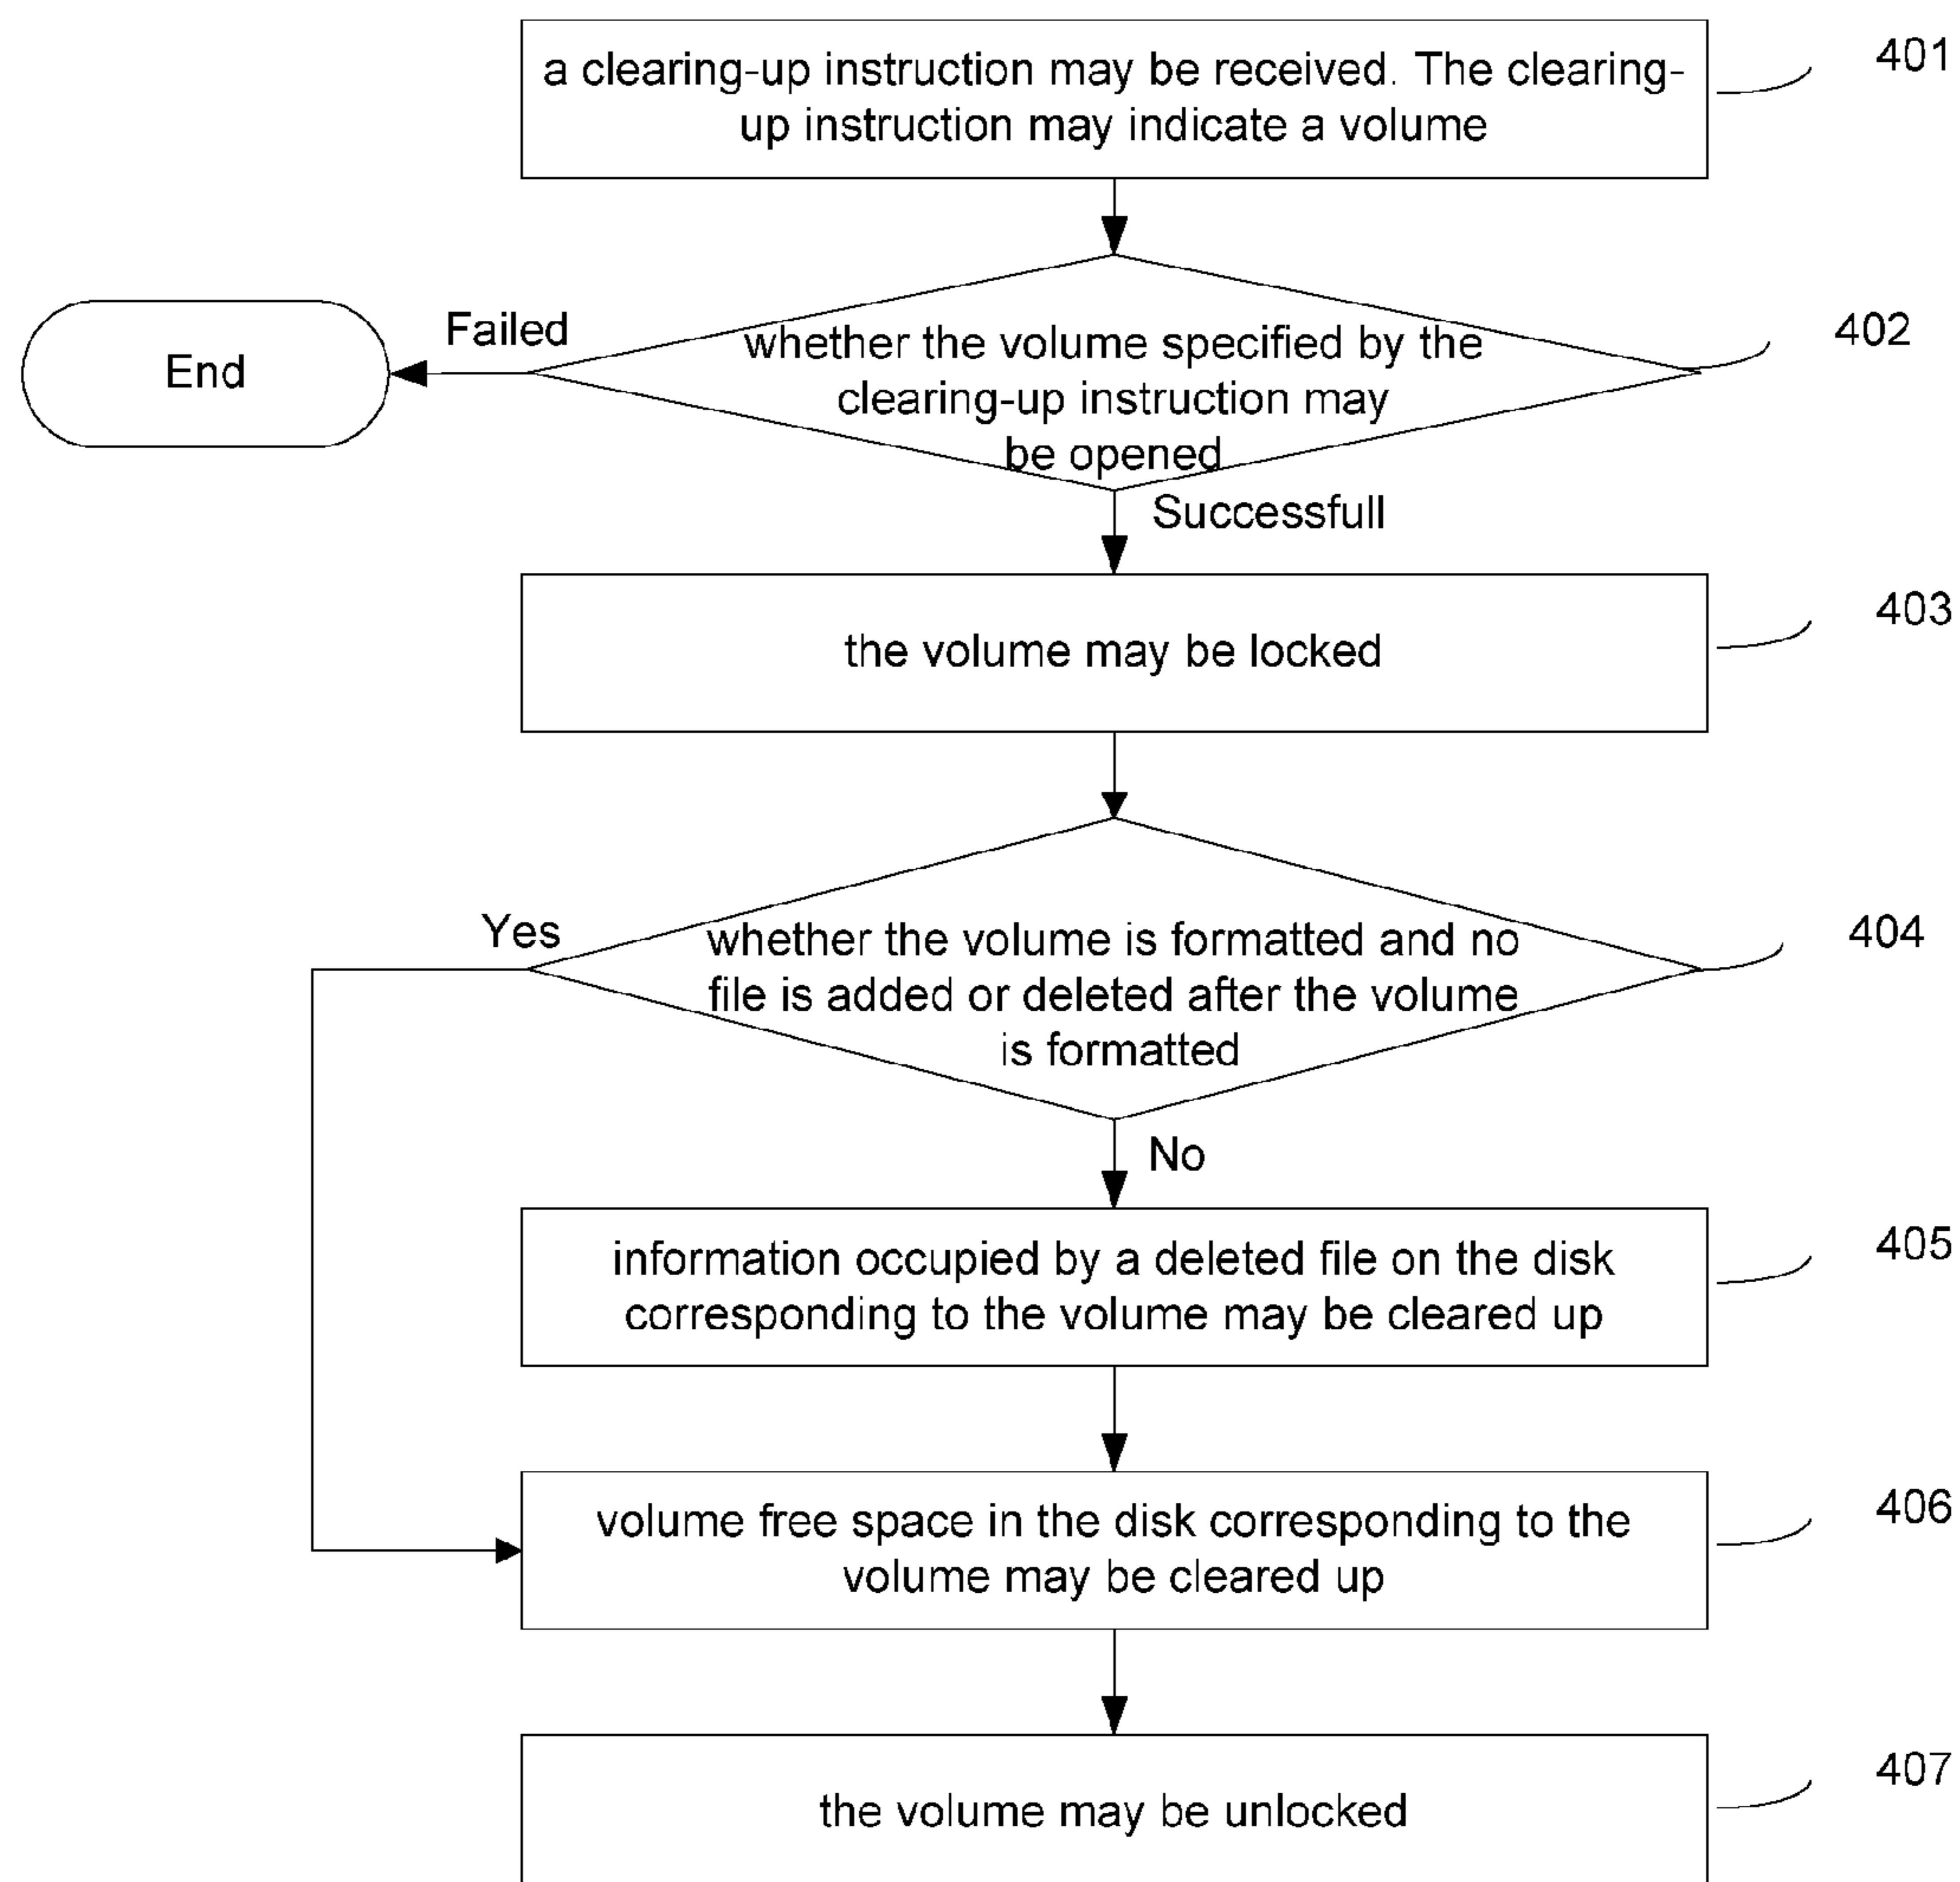 a clearing-up instruction may be received. The clearing-
up instruction may indicate a volume
401
End
Failed
whether the volume specified by the
clearing-up instruction may
be opened
402
Successfull
the volume may be locked
403
Yes
whether the volume is formatted and no
file is added or deleted after the volume
is formatted
404
No
information occupied by a deleted file on the disk
corresponding to the volume may be cleared up
405
volume free space in the disk corresponding to the
volume may be cleared up
406
the volume may be unlocked
407